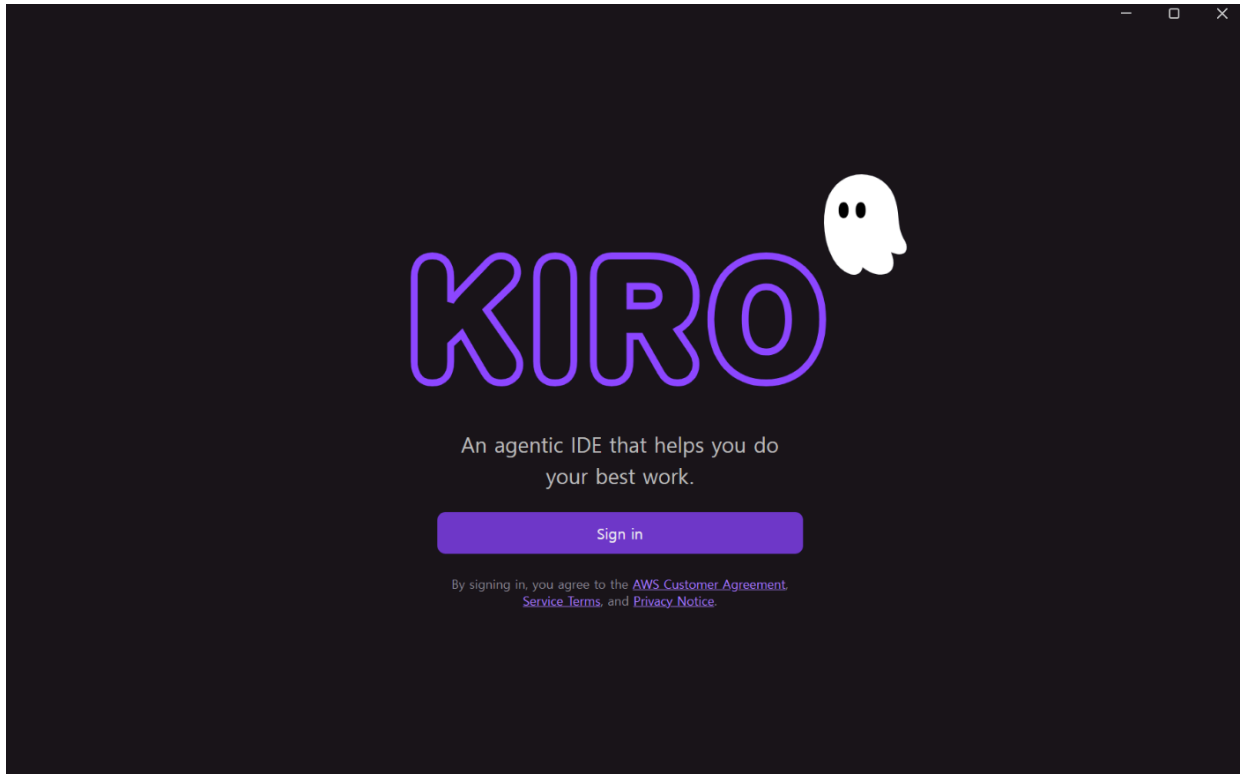 KIRO
An agentic IDE that helps you do
your best work.
Sign in
By signing in, you agree to the AWS Customer Agreement,
Service Terms, and Privacy Notice.